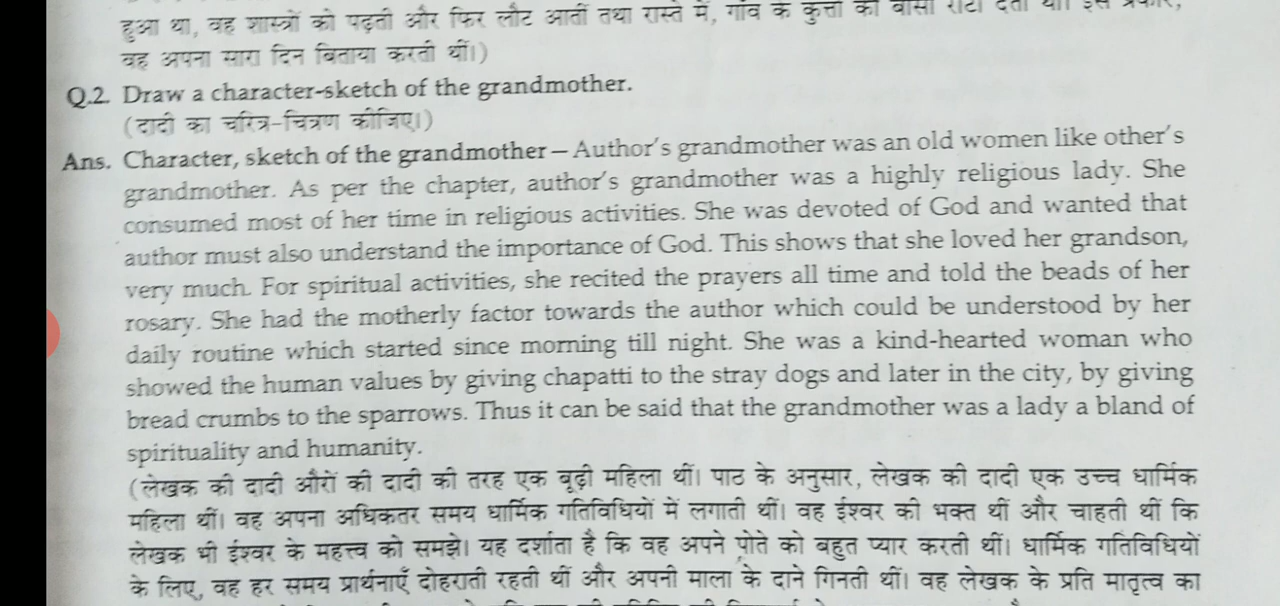 हुआ था, वह शास्त्रों को पढ़ती और फिर लौट आतीं तथा रास्ते में, गाँव के कुत्तों को बासी रोटी देती थीं। इस प्रकार,
वह अपना सारा दिन बिताया करती थीं।)
Q.2. Draw a character-sketch of the grandmother.
(दादी का चरित्र-चित्रण कीजिए।)
Ans. Character, sketch of the grandmother – Author's grandmother was an old women like other's
grandmother. As per the chapter, author's grandmother was a highly religious lady. She
consumed most of her time in religious activities. She was devoted of God and wanted that
author must also understand the importance of God. This shows that she loved her grandson,
very much. For spiritual activities, she recited the prayers all time and told the beads of her
rosary. She had the motherly factor towards the author which could be understood by her
daily routine which started since morning till night. She was a kind-hearted woman who
showed the human values by giving chapatti to the stray dogs and later in the city, by giving
bread crumbs to the sparrows. Thus it can be said that the grandmother was a lady a bland of
spirituality and humanity.
(लेखक की दादी औरों की दादी की तरह एक बूढ़ी महिला थीं। पाठ के अनुसार, लेखक की दादी एक उच्च धार्मिक
महिला थीं। वह अपना अधिकतर समय धार्मिक गतिविधियों में लगाती थीं। वह ईश्वर की भक्त थीं और चाहती थीं कि
लेखक भी ईश्वर के महत्त्व को समझे। यह दर्शाता है कि वह अपने पोते को बहुत प्यार करती थीं। धार्मिक गतिविधियों
के लिए, वह हर समय प्रार्थनाएँ दोहराती रहती थीं और अपनी माला के दाने गिनती थीं। वह लेखक के प्रति मातृत्व का